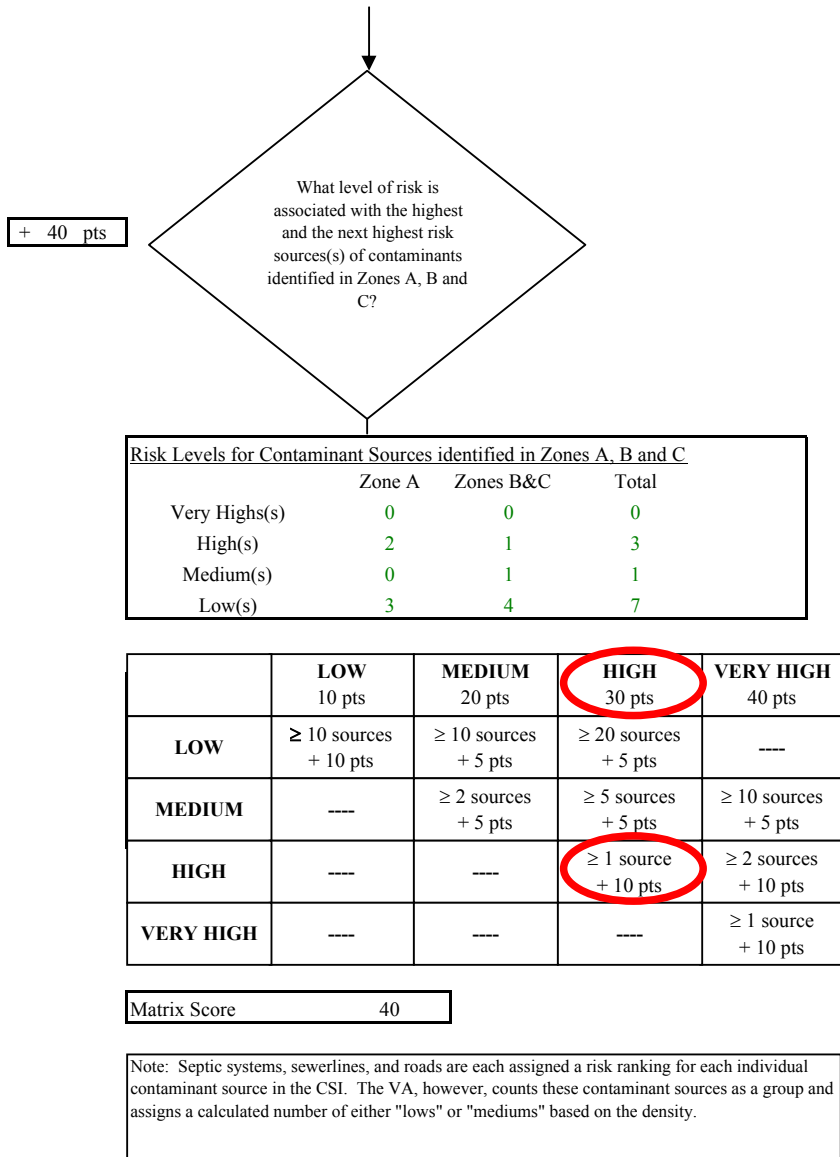 What level of risk is
associated with the highest
and the next highest risk
sources(s) of contaminants
identified in Zones A, B and
C?
+ 40 pts
Risk Levels for Contaminant Sources identified in Zones A, B and C
Zone A Zones B&C Total
Very Highs(s) 0 0 0
High(s) 2 1 3
Medium(s) 0 1 1
Low(s) 3 4 7
LOW MEDIUM HIGH VERY HIGH
10 pts 20 pts 30 pts 40 pts
LOW ≥ 10 sources ≥ 10 sources ≥ 20 sources ----
+ 10 pts + 5 pts + 5 pts
MEDIUM ---- ≥ 2 sources ≥ 5 sources ≥ 10 sources
+ 5 pts + 5 pts + 5 pts
HIGH ---- ---- ≥ 1 source ≥ 2 sources
+ 10 pts + 10 pts
VERY HIGH ---- ---- ---- ≥ 1 source
+ 10 pts
Matrix Score 40
Note: Septic systems, sewerlines, and roads are each assigned a risk ranking for each individual
contaminant source in the CSI. The VA, however, counts these contaminant sources as a group and
assigns a calculated number of either "lows" or "mediums" based on the density.